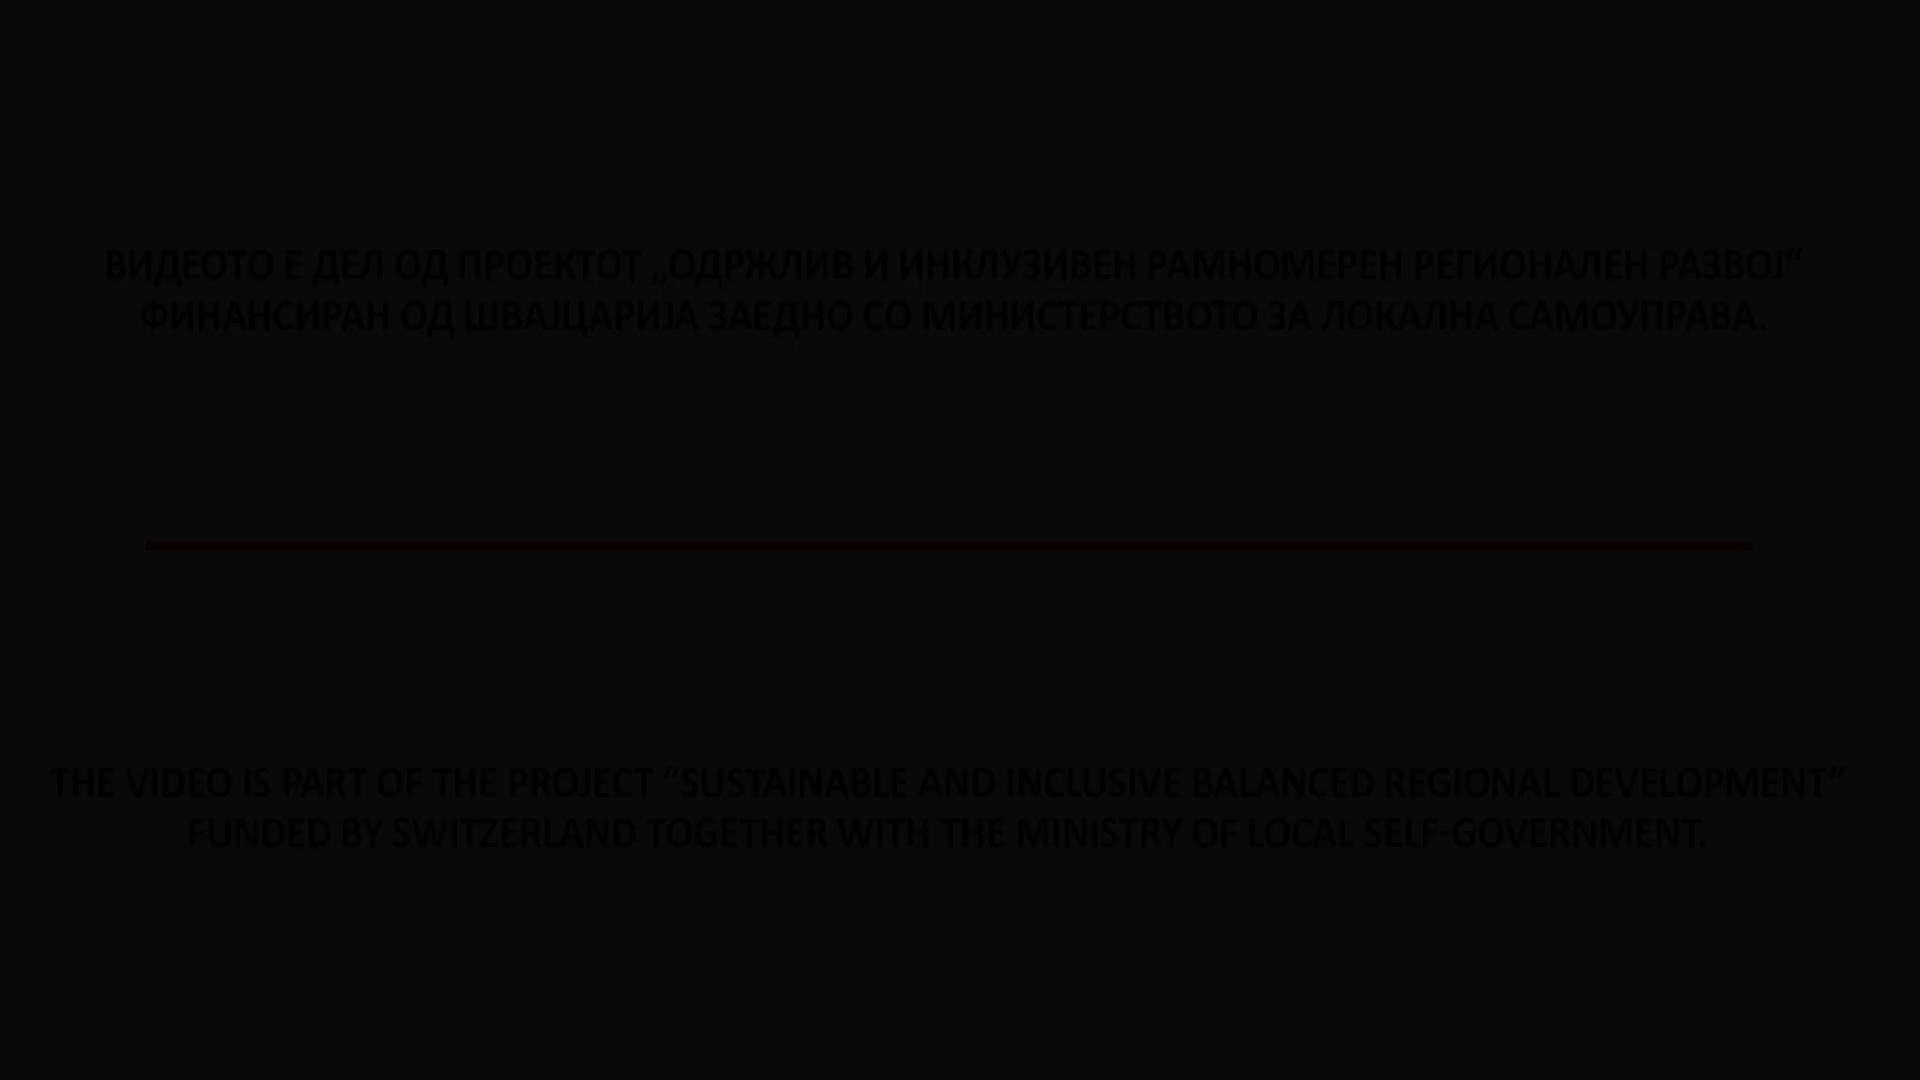 ВИДЕОТО Е ДЕЛ ОД ПРОЕКТОТ „ОДРЖЛИВ И ИНКЛУЗИВЕН РАМНОМЕРЕН РЕГИОНАЛЕН РАЗВОЈ“
ФИНАНСИРАН ОД ШВАЈЦАРИЈА ЗАЕДНО СО МИНИСТЕРСТВОТО ЗА ЛОКАЛНА САМОУПРАВА.
THE VIDEO IS PART OF THE PROJECT “SUSTAINABLE AND INCLUSIVE BALANCED REGIONAL DEVELOPMENT”
FUNDED BY SWITZERLAND TOGETHER WITH THE MINISTRY OF LOCAL SELF-GOVERNMENT.